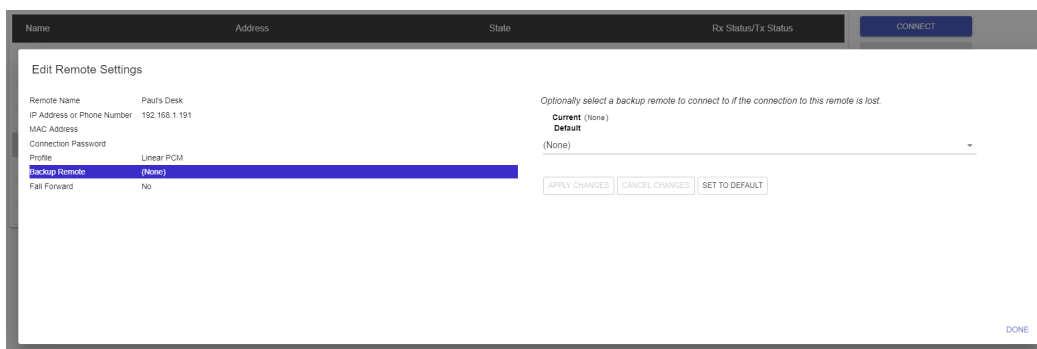 Name Address State Rx Status/Tx Status CONNECT
Edit Remote Settings
Remote Name Paul's Desk
IP Address or Phone Number 192.168.1.191
MAC Address
Connection Password
Profile Linear PCM
Backup Remote (None)
Fall Forward No
Optionally select a backup remote to connect to if the connection to this remote is lost.
Current (None)
Default
(None)
APPLY CHANGES CANCEL CHANGES SET TO DEFAULT
DONE